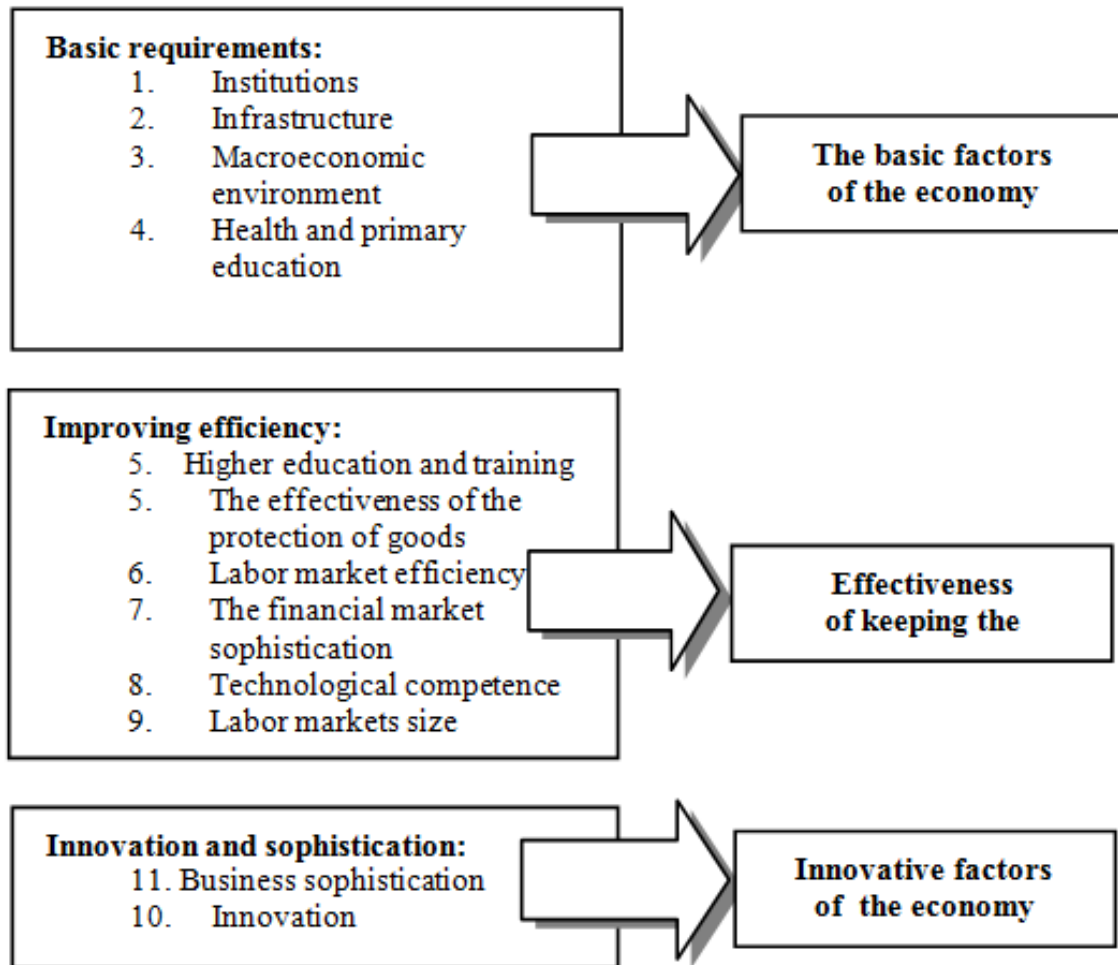 Basic requirements:
1. Institutions
2. Infrastructure
3. Macroeconomic
environment
4. Health and primary
education
The basic factors
of the economy
Improving efficiency:
5. Higher education and training
5. The effectiveness of the
protection of goods
6. Labor market efficiency
7. The financial market
sophistication
8. Technological competence
9. Labor markets size
Effectiveness
of keeping the
Innovation and sophistication:
11. Business sophistication
10. Innovation
Innovative factors
of the economy